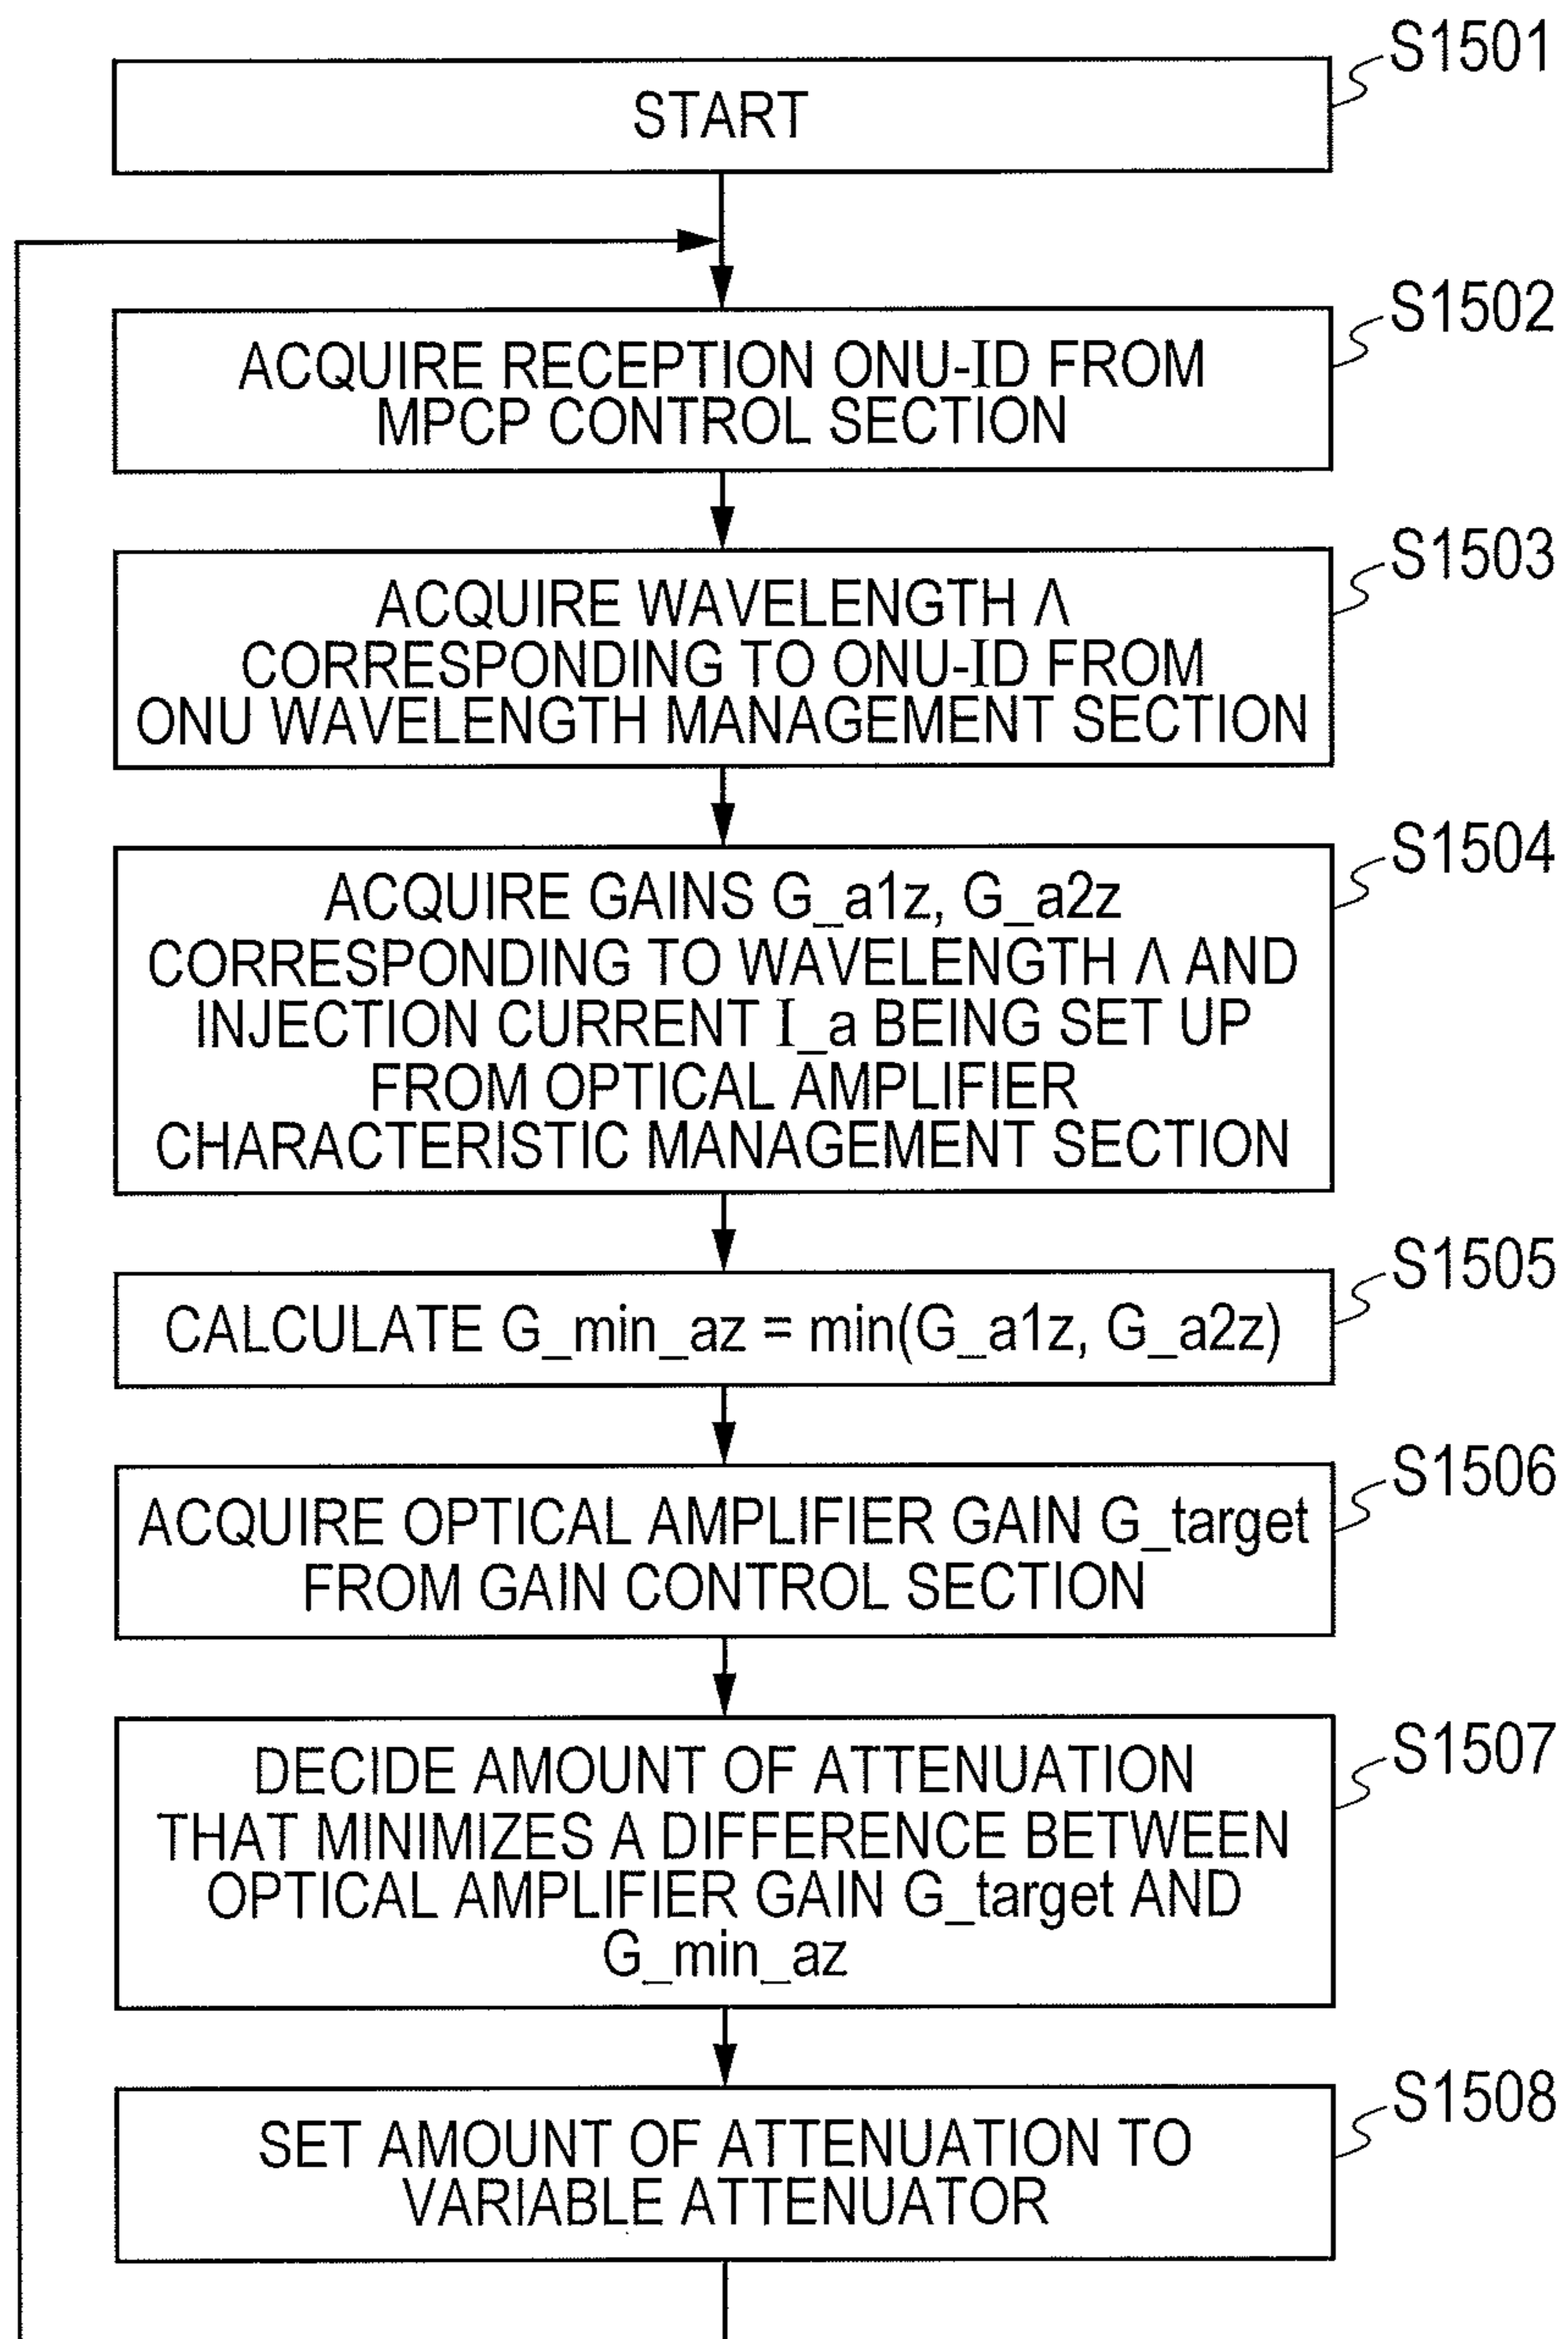 S1501
START
S1502
ACQUIRE RECEPTION ONU-ID FROM
MPCP CONTROL SECTION
S1503
ACQUIRE WAVELENGTH Λ
CORRESPONDING TO ONU-ID FROM
ONU WAVELENGTH MANAGEMENT SECTION
S1504
ACQUIRE GAINS G_a1z, G_a2z
CORRESPONDING TO WAVELENGTH Λ AND
INJECTION CURRENT I_a BEING SET UP
FROM OPTICAL AMPLIFIER
CHARACTERISTIC MANAGEMENT SECTION
S1505
CALCULATE G_min_az = min(G_a1z, G_a2z)
S1506
ACQUIRE OPTICAL AMPLIFIER GAIN G_target
FROM GAIN CONTROL SECTION
S1507
DECIDE AMOUNT OF ATTENUATION
THAT MINIMIZES A DIFFERENCE BETWEEN
OPTICAL AMPLIFIER GAIN G_target AND
G_min_az
S1508
SET AMOUNT OF ATTENUATION TO
VARIABLE ATTENUATOR